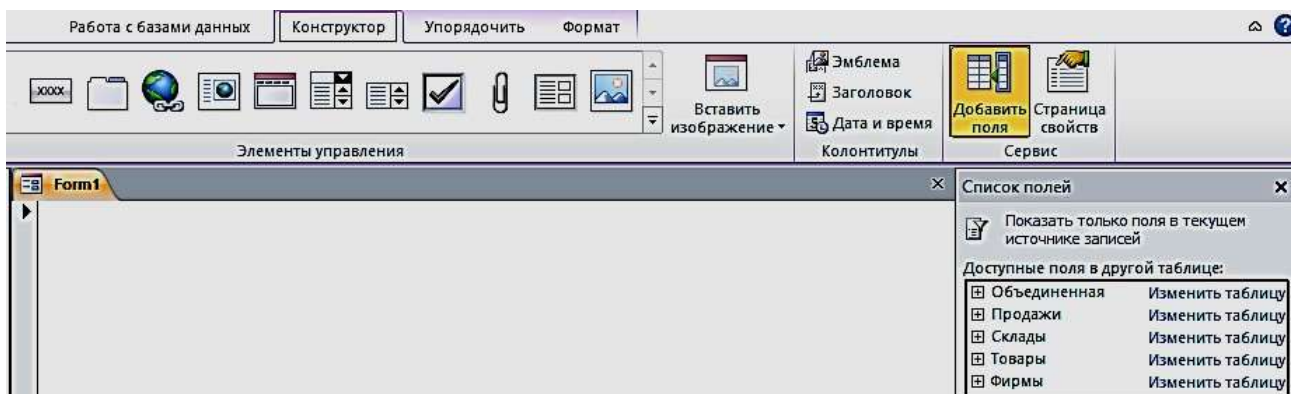 Работа с базами данных Конструктор Упорядочить Формат
XXXX
Вставить изображение
Эмблема
Заголовок
Дата и время
Добавить поля
Страница свойств
Элементы управления Колонтитулы Сервис
Form1
Список полей
Показать только поля в текущем
источнике записей
Доступные поля в другой таблице:
Объединенная Изменить таблицу
Продажи Изменить таблицу
Склады Изменить таблицу
Товары Изменить таблицу
Фирмы Изменить таблицу